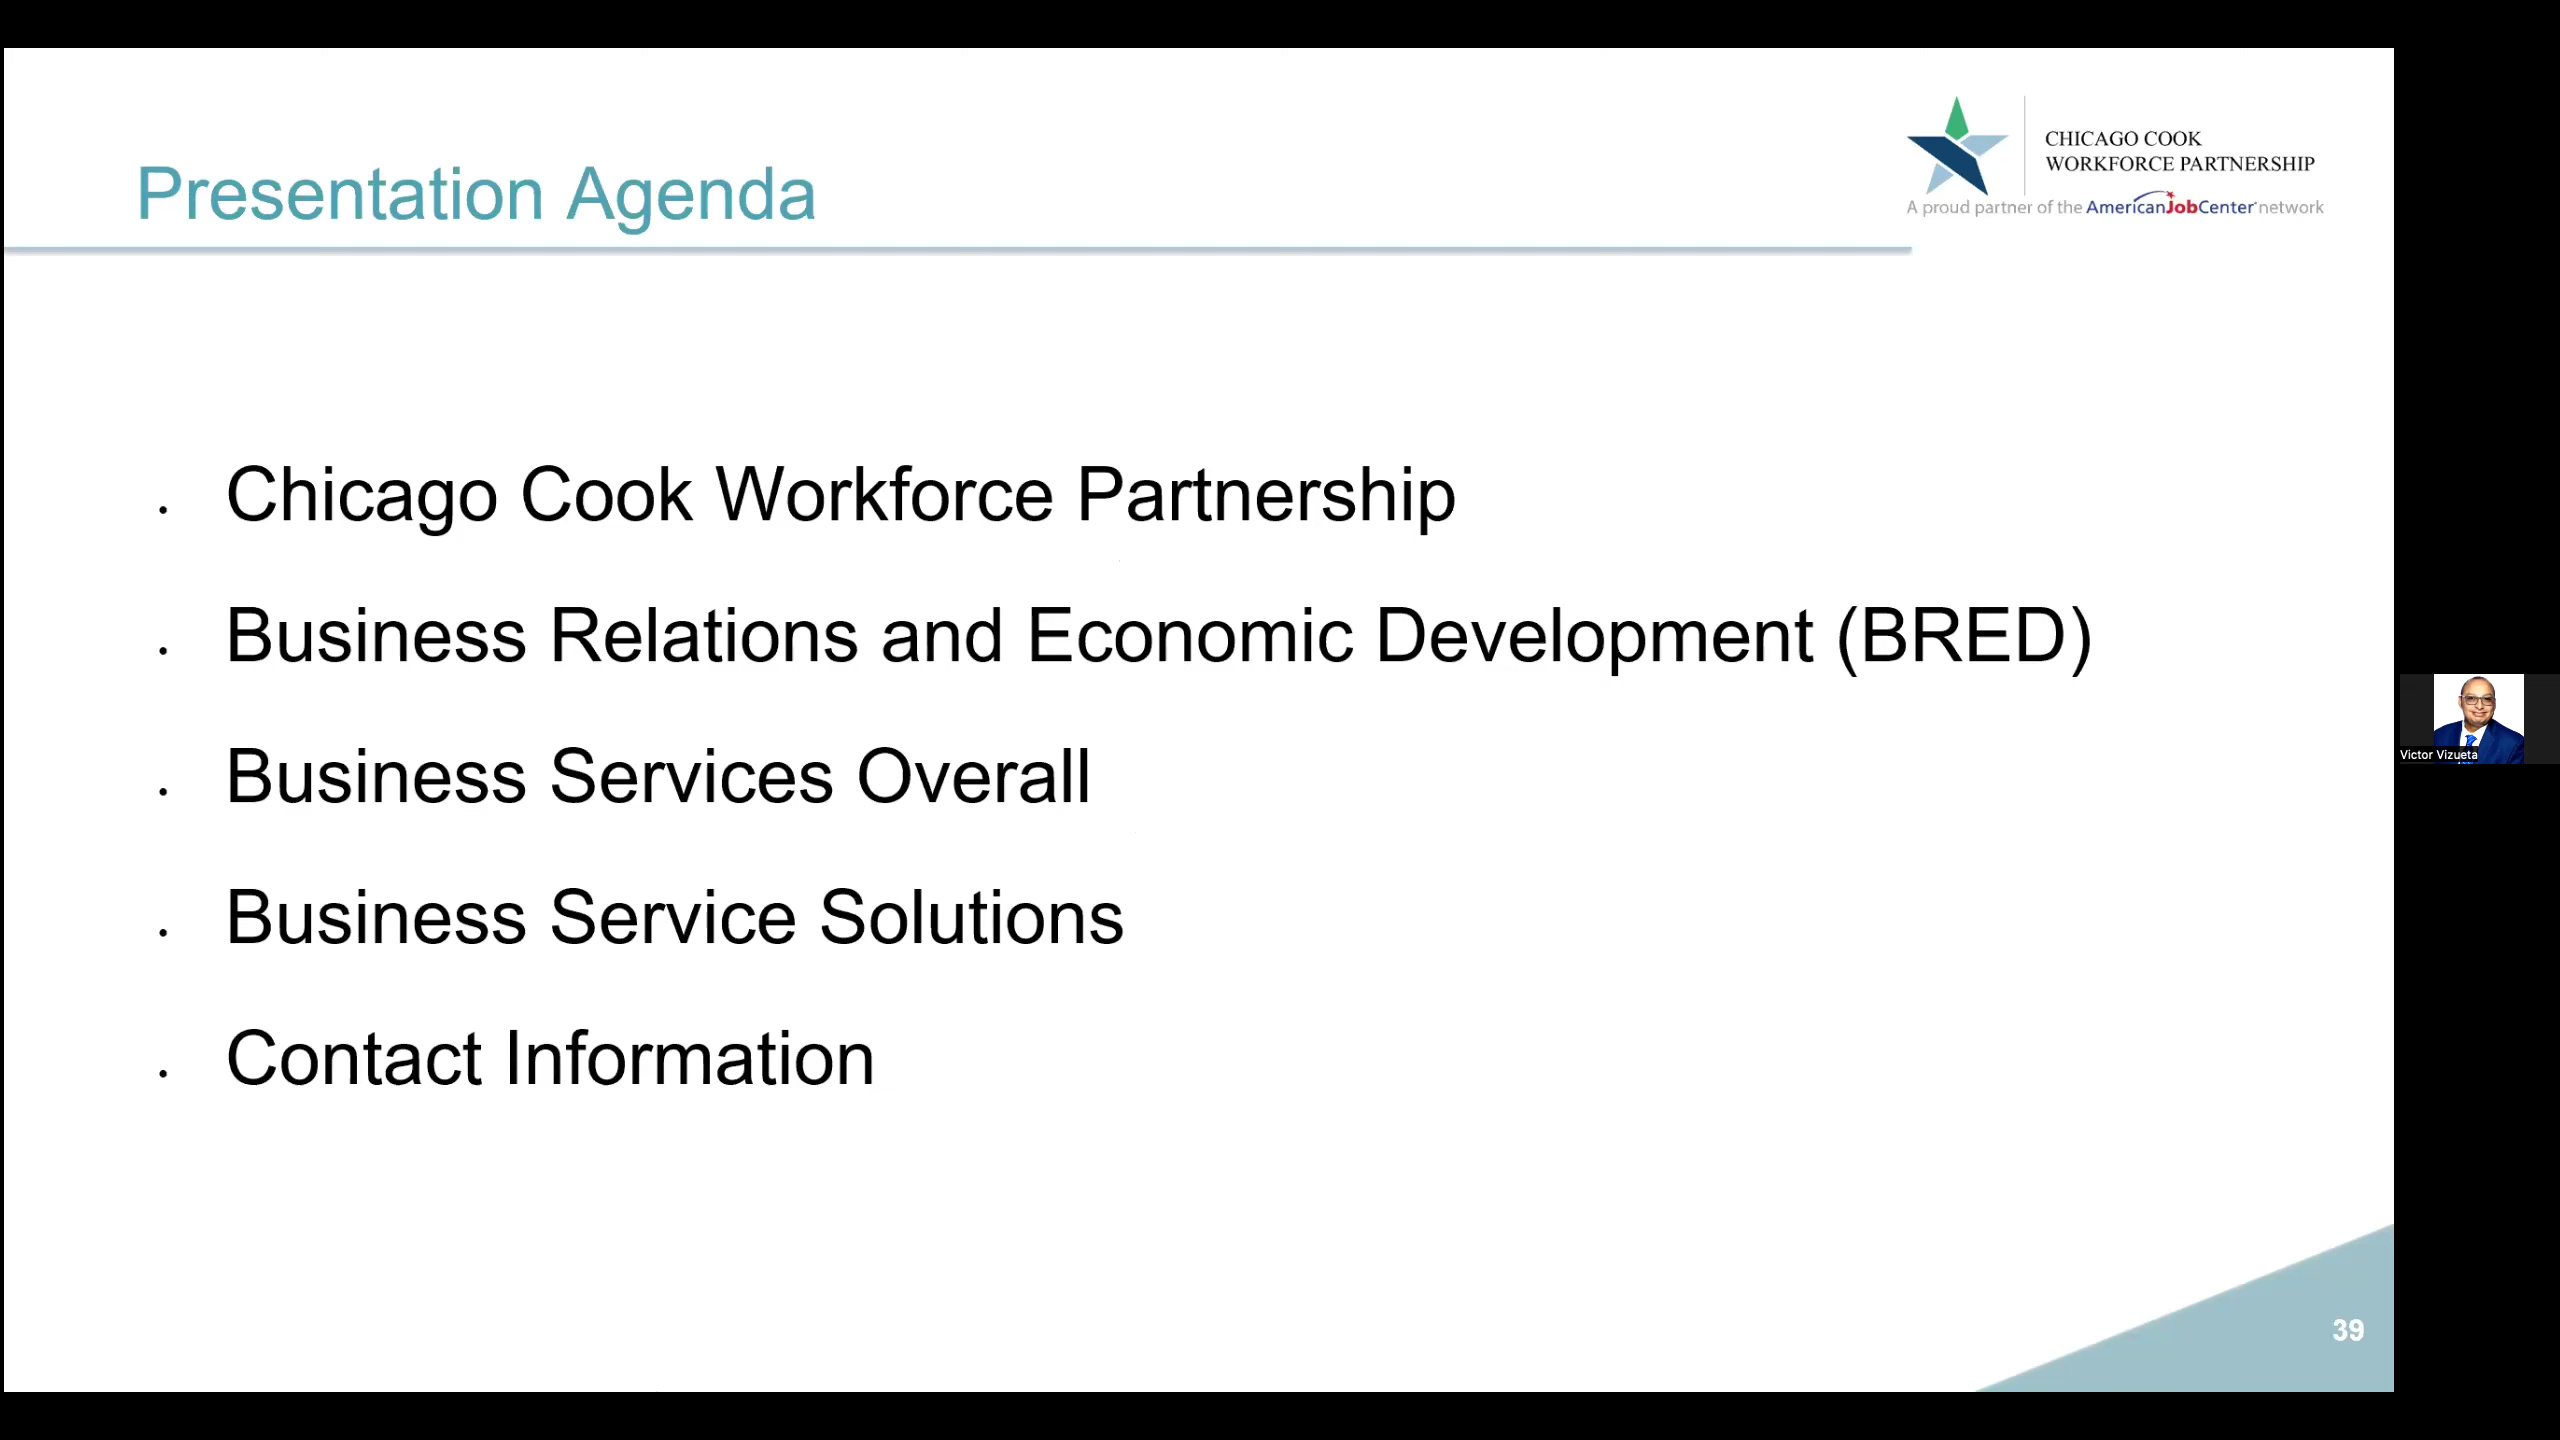 Presentation Agenda
CHICAGO COOK
WORKFORCE PARTNERSHIP
A proud partner of the AmericanJobCenter network
• Chicago Cook Workforce Partnership
• Business Relations and Economic Development (BRED)
• Business Services Overall
• Business Service Solutions
• Contact Information
Victor Vizueta
39